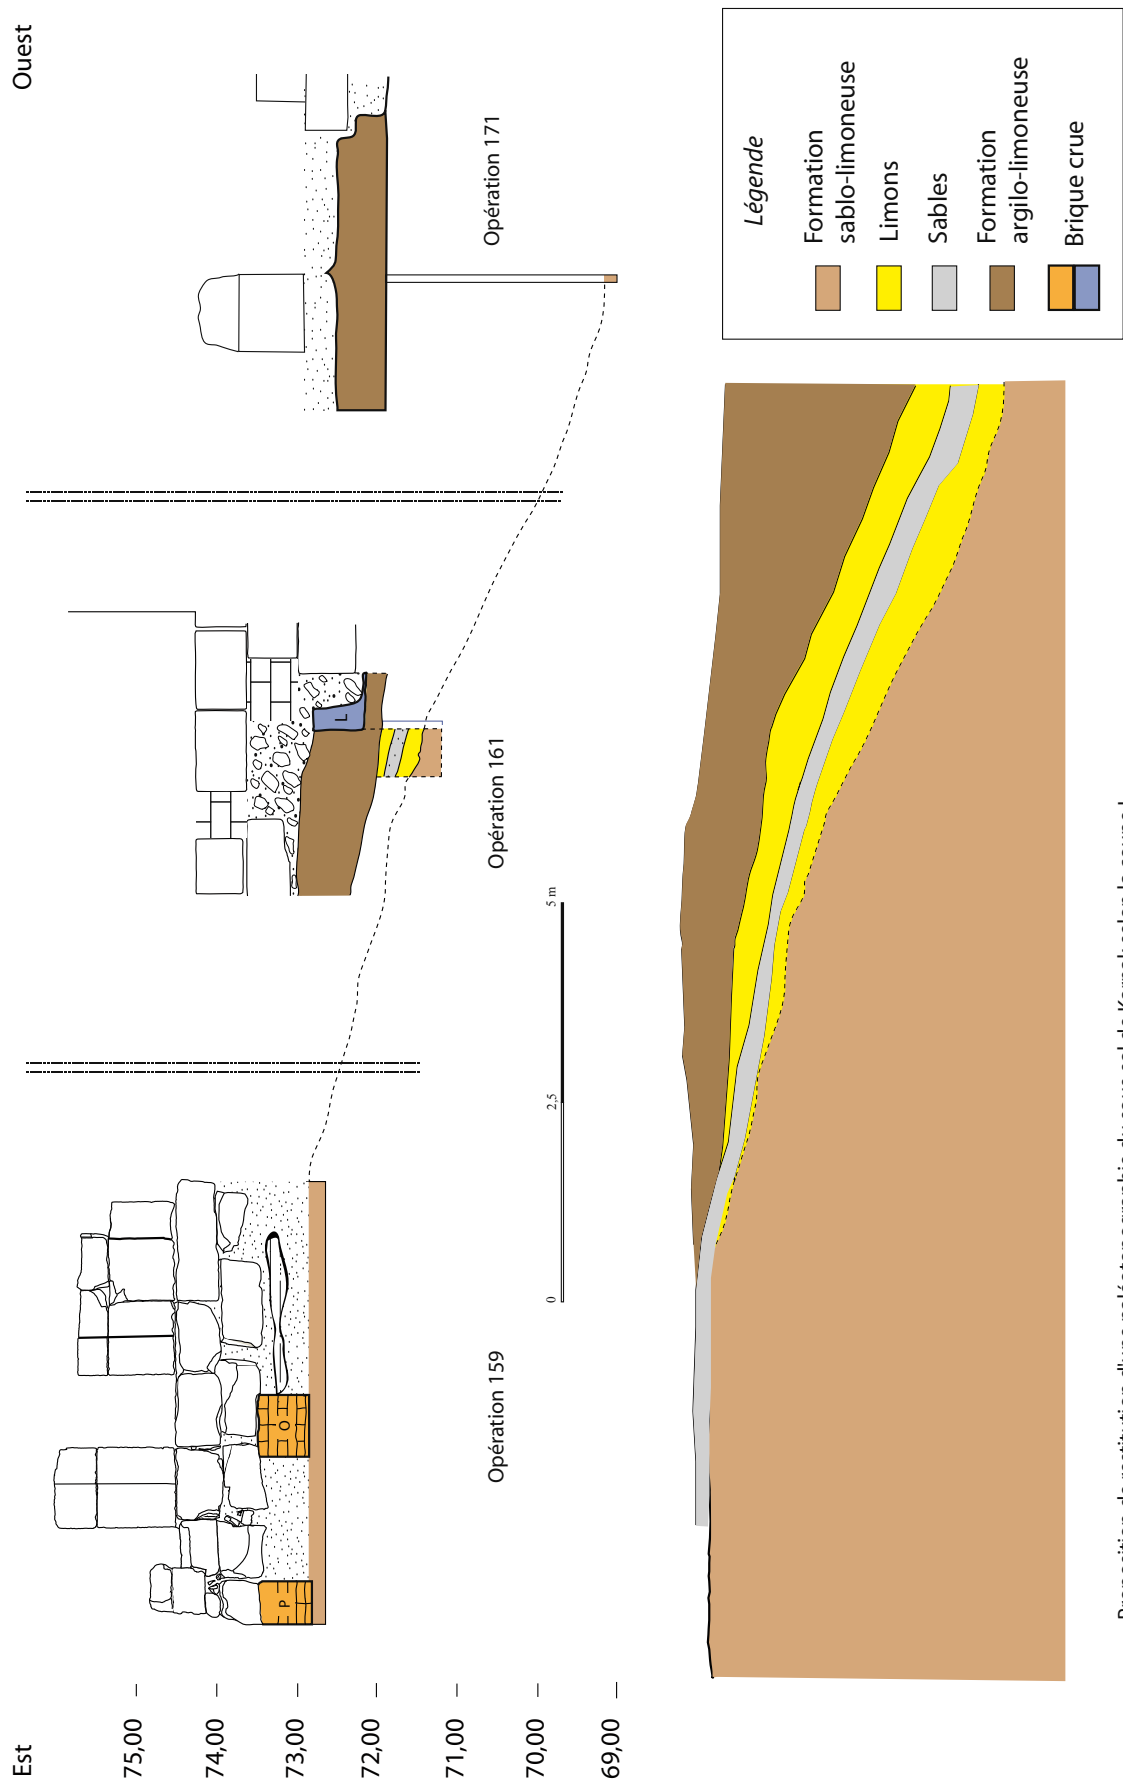 Est
Ouest
75,00
74,00
73,00
72,00
71,00
70,00
69,00
P
O
L
Opération 159
Opération 161
Opération 171
0
2,5
5 m
Légende
Formation
sablo-limoneuse
Limons
Sables
Formation
argilo-limoneuse
Brique crue